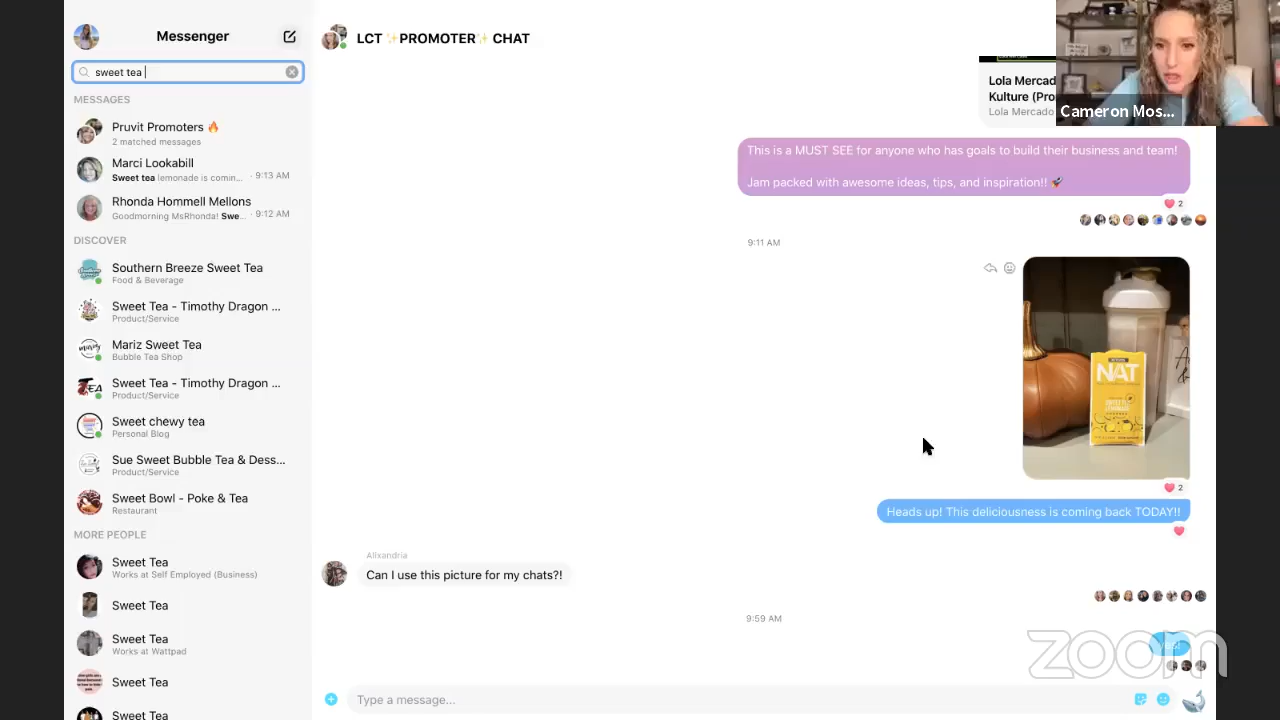 Messenger
sweet tea
MESSAGES
Pruvit Promoters 🔥
2 matched messages
Marci Lookabill
Sweet tea lemonade is comin... · 9:13 AM
Rhonda Hommell Mellons
Goodmorning MsRhonda! Swe... · 9:12 AM
DISCOVER
Southern Breeze Sweet Tea
Food & Beverage
Sweet Tea - Timothy Dragon ...
Product/Service
Mariz Sweet Tea
Bubble Tea Shop
Sweet Tea - Timothy Dragon ...
Product/Service
Sweet chewy tea
Personal Blog
Sue Sweet Bubble Tea & Dess...
Product/Service
Sweet Bowl - Poke & Tea
Restaurant
MORE PEOPLE
Sweet Tea
Works at Self Employed (Business)
Sweet Tea
Sweet Tea
Works at Wattpad
Sweet Tea
Sweet Tea
LCT ✨PROMOTER✨ CHAT
Lola Mercad
Kulture (Pro
Lola Mercado
Cameron Mos...
This is a MUST SEE for anyone who has goals to build their business and team!
Jam packed with awesome ideas, tips, and inspiration!! 🚀
2
9:11 AM
NAT
2
Heads up! This deliciousness is coming back TODAY!!
Alixandria
Can I use this picture for my chats?!
9:59 AM
zoom
Type a message...